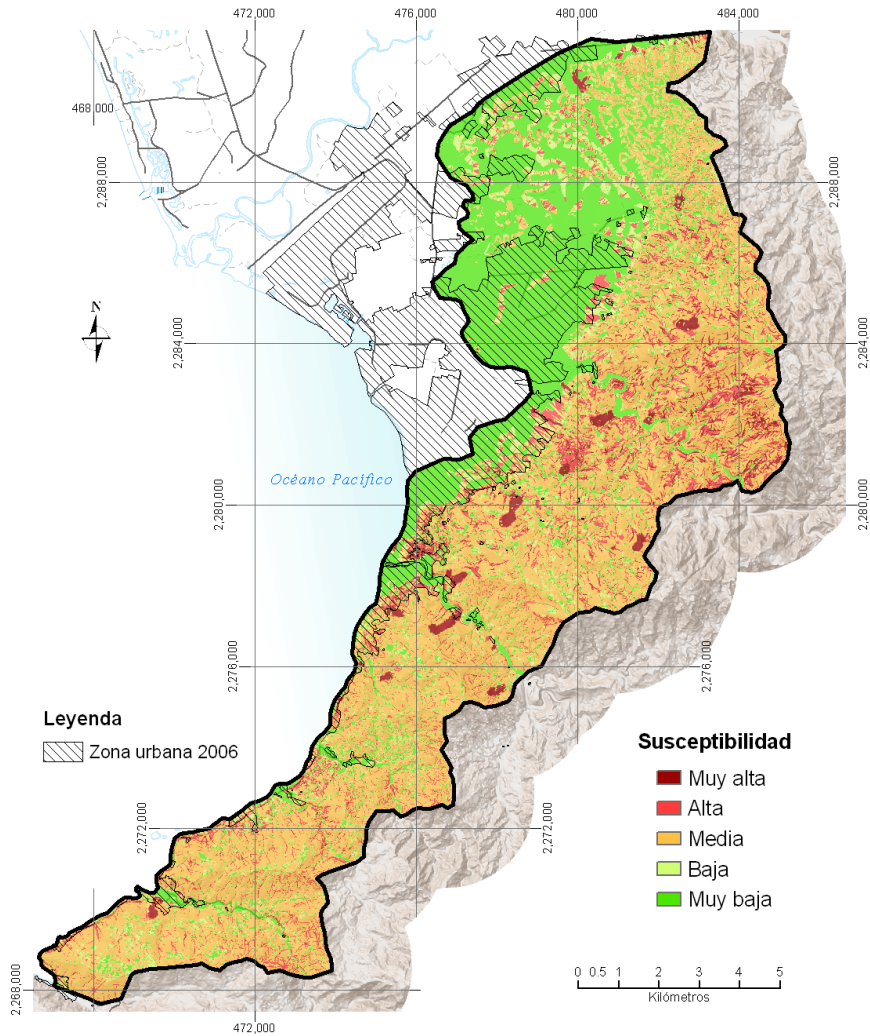 472,000
476,000
480,000
484,000
468,000
2,288,000
2,288,000
N
2,284,000
2,284,000
Océano Pacífico
2,280,000
2,280,000
2,276,000
2,276,000
Leyenda
Zona urbana 2006
Susceptibilidad
Muy alta
Alta
Media
Baja
Muy baja
2,272,000
2,272,000
2,268,000
0 0.5 1 2 3 4 5
Kilómetros
472,000